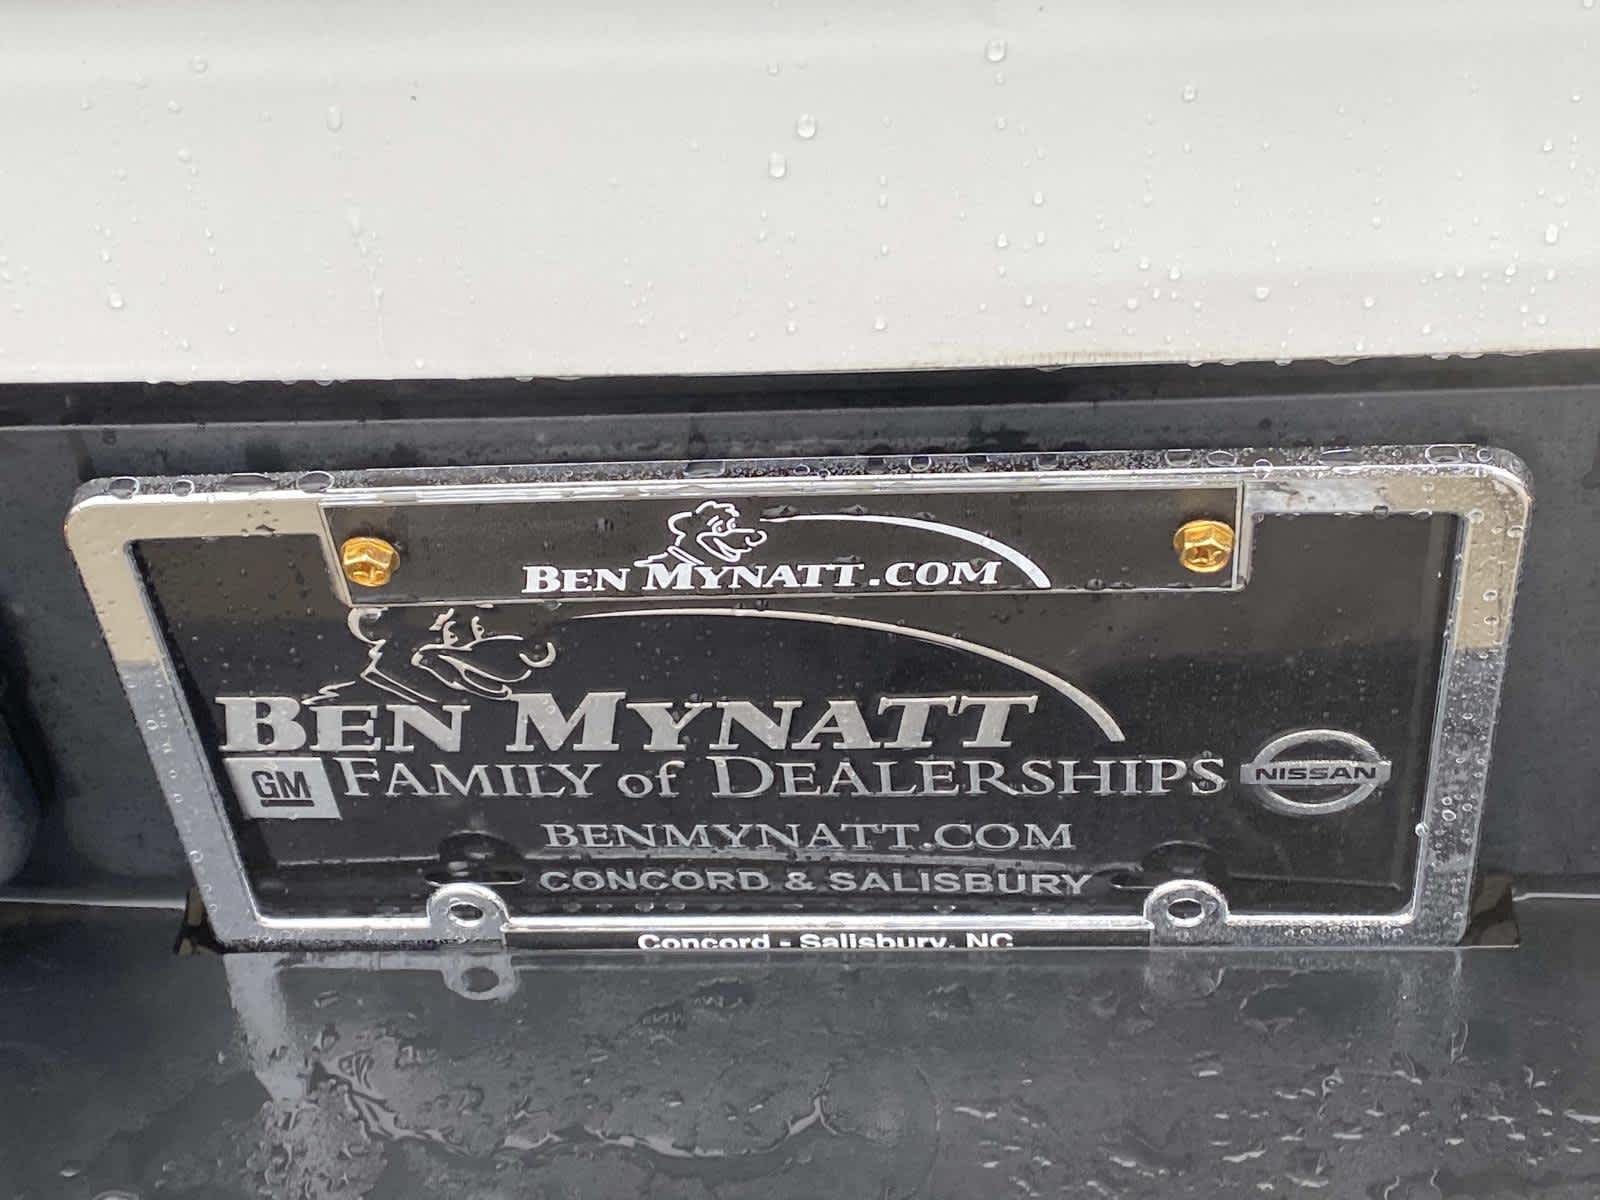 BEN MYNATT.COM
BEN MYNATT
GM FAMILY of DEALERSHIPS NISSAN
BENMYNATT.COM
CONCORD & SALISBURY
Concord - Salisbury, NC